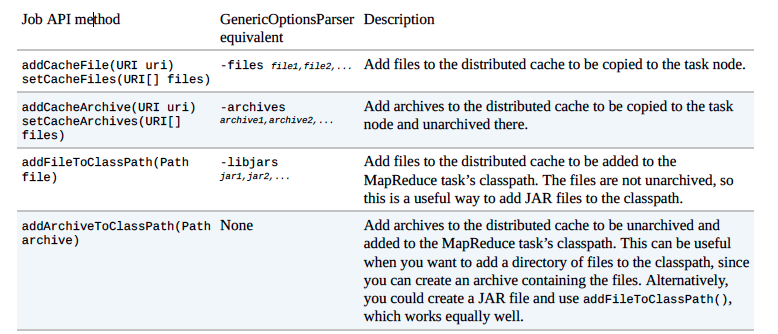 Job API method
GenericOptionsParser
equivalent
Description
addCacheFile(URI uri)
setCacheFiles(URI[] files)
-files file1,file2,...
Add files to the distributed cache to be copied to the task node.
addCacheArchive(URI uri)
setCacheArchives(URI[]
files)
-archives
archive1,archive2,...
Add archives to the distributed cache to be copied to the task
node and unarchived there.
addFileToClassPath(Path
file)
-libjars
jar1,jar2,...
Add files to the distributed cache to be added to the
MapReduce task’s classpath. The files are not unarchived, so
this is a useful way to add JAR files to the classpath.
addArchiveToClassPath(Path
archive)
None
Add archives to the distributed cache to be unarchived and
added to the MapReduce task’s classpath. This can be useful
when you want to add a directory of files to the classpath, since
you can create an archive containing the files. Alternatively,
you could create a JAR file and use addFileToClassPath(),
which works equally well.